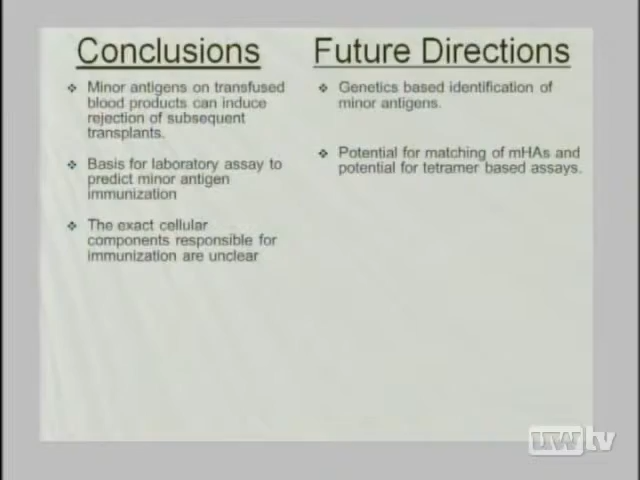 Conclusions
Minor antigens on transfused
blood products can induce
rejection of subsequent
transplants.
Basis for laboratory assay to
predict minor antigen
immunization
The exact cellular
components responsible for
immunization are unclear
Future Directions
Genetics based identification of
minor antigens.
Potential for matching of mHAs and
potential for tetramer based assays.
uwtv